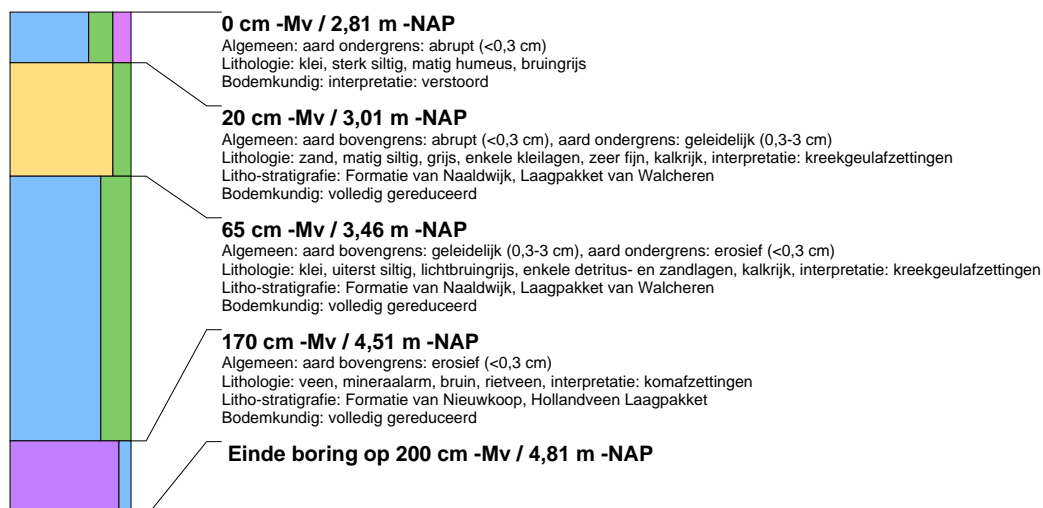 0 cm -Mv / 2,81 m -NAP
Algemeen: aard ondergrens: abrupt (<0,3 cm)
Lithologie: klei, sterk siltig, matig humeus, bruingrijs
Bodemkundig: interpretatie: verstoord
20 cm -Mv / 3,01 m -NAP
Algemeen: aard bovengrens: abrupt (<0,3 cm), aard ondergrens: geleidelijk (0,3-3 cm)
Lithologie: zand, matig siltig, grijs, enkele kleilagen, zeer fijn, kalkrijk, interpretatie: kreekgeulafzettingen
Litho-stratigrafie: Formatie van Naaldwijk, Laagpakket van Walcheren
Bodemkundig: volledig gereduceerd
65 cm -Mv / 3,46 m -NAP
Algemeen: aard bovengrens: geleidelijk (0,3-3 cm), aard ondergrens: erosief (<0,3 cm)
Lithologie: klei, uiterst siltig, lichtbruingrijs, enkele detritus- en zandlagen, kalkrijk, interpretatie: kreekgeulafzettingen
Litho-stratigrafie: Formatie van Naaldwijk, Laagpakket van Walcheren
Bodemkundig: volledig gereduceerd
170 cm -Mv / 4,51 m -NAP
Algemeen: aard bovengrens: erosief (<0,3 cm)
Lithologie: veen, mineraalarm, bruin, rietveen, interpretatie: komafzettingen
Litho-stratigrafie: Formatie van Nieuwkoop, Hollandveen Laagpakket
Bodemkundig: volledig gereduceerd
Einde boring op 200 cm -Mv / 4,81 m -NAP